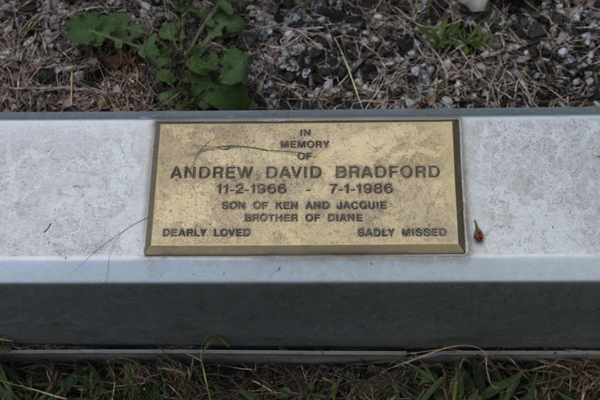 IN
MEMORY
OF
ANDREW DAVID BRADFORD
11-2-1966 - 7-1-1986
SON OF KEN AND JACQUIE
BROTHER OF DIANE
DEARLY LOVED SADLY MISSED